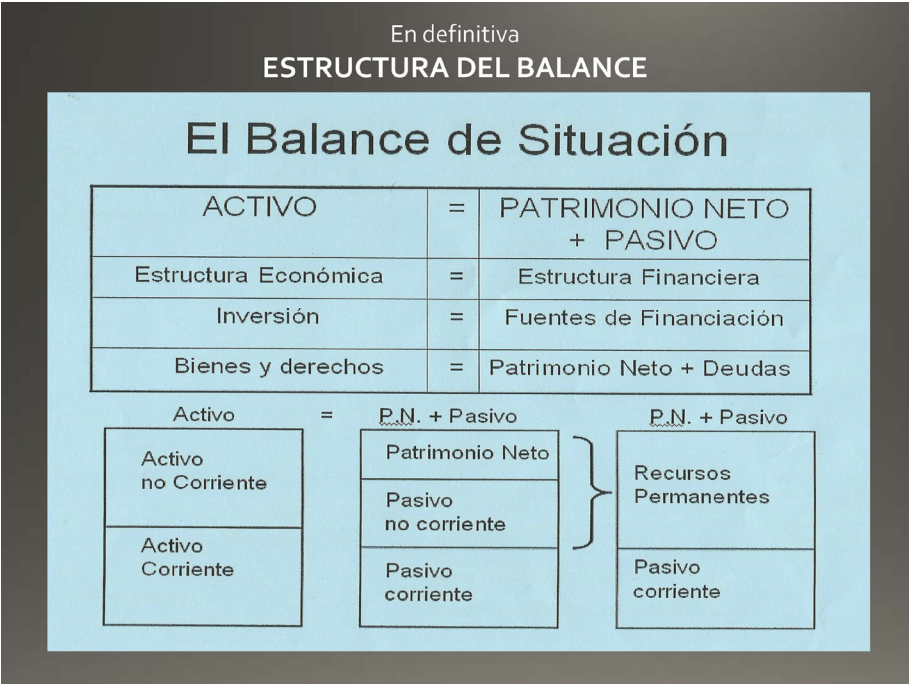 En definitiva
ESTRUCTURA DEL BALANCE
El Balance de Situación
ACTIVO = PATRIMONIO NETO
+ PASIVO
Estructura Económica = Estructura Financiera
Inversión = Fuentes de Financiación
Bienes y derechos = Patrimonio Neto + Deudas
Activo = P.N. + Pasivo
P.N. + Pasivo
Activo
no Corriente
Activo
Corriente
Patrimonio Neto
Pasivo
no corriente
Pasivo
corriente
Recursos
Permanentes
Pasivo
corriente